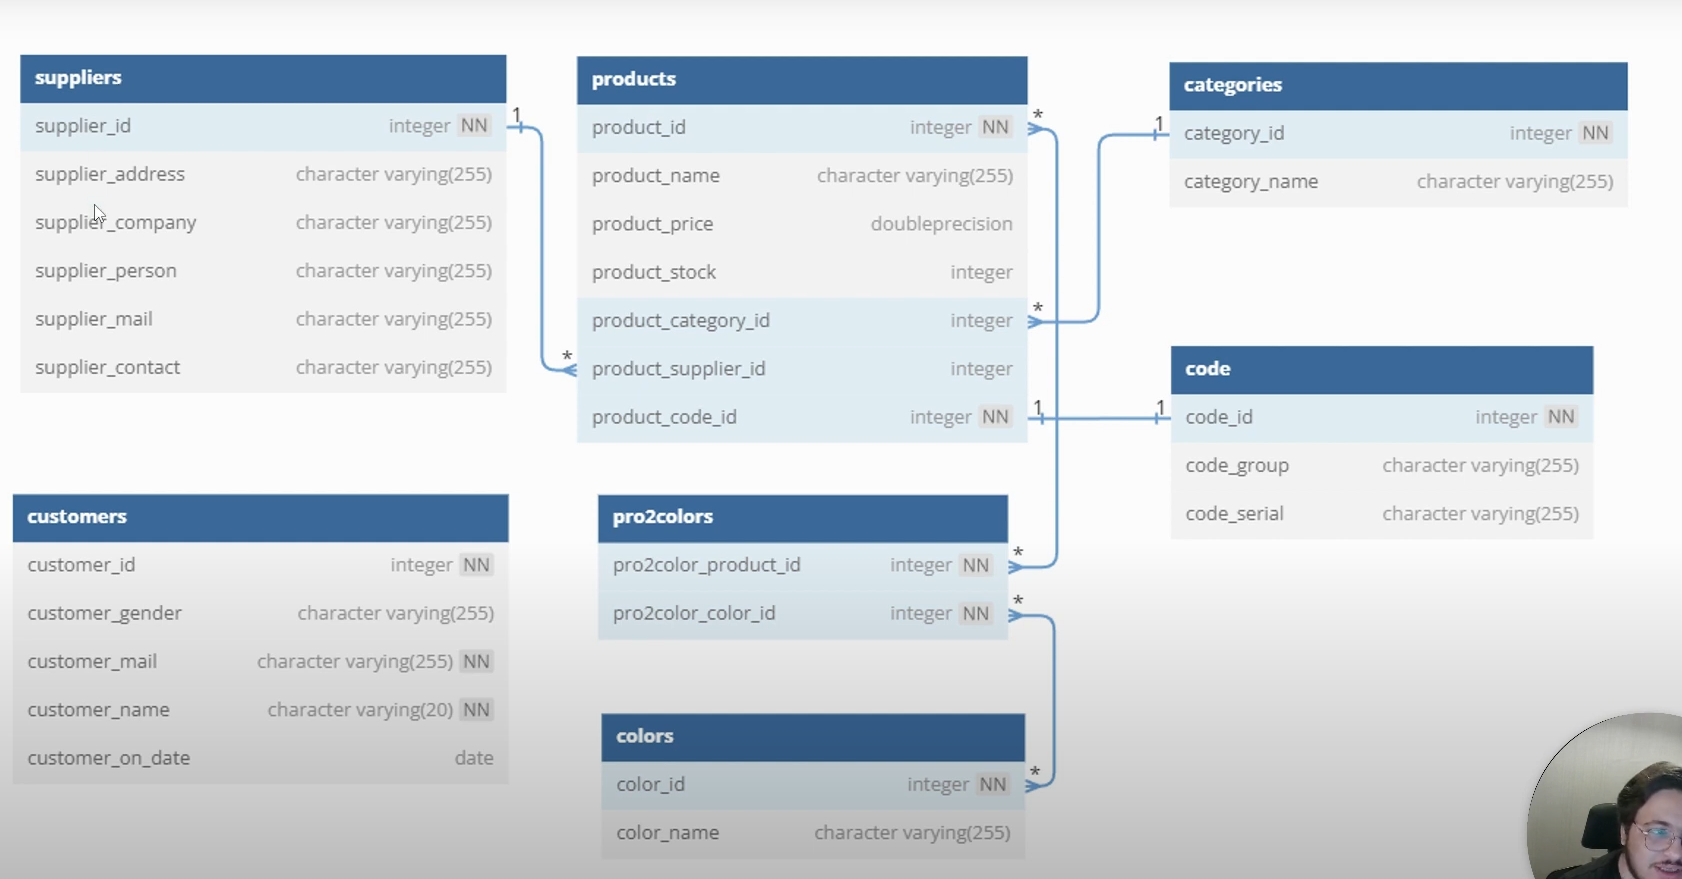 suppliers
supplier_id integer NN
supplier_address character varying(255)
supplier_company character varying(255)
supplier_person character varying(255)
supplier_mail character varying(255)
supplier_contact character varying(255)
1
*
products
product_id integer NN
product_name character varying(255)
product_price doubleprecision
product_stock integer
product_category_id integer
product_supplier_id integer
product_code_id integer NN
*
*
1
1
categories
category_id integer NN
category_name character varying(255)
1
code
code_id integer NN
code_group character varying(255)
code_serial character varying(255)
customers
customer_id integer NN
customer_gender character varying(255)
customer_mail character varying(255) NN
customer_name character varying(20) NN
customer_on_date date
pro2colors
pro2color_product_id integer NN
pro2color_color_id integer NN
*
*
colors
color_id integer NN
color_name character varying(255)
*